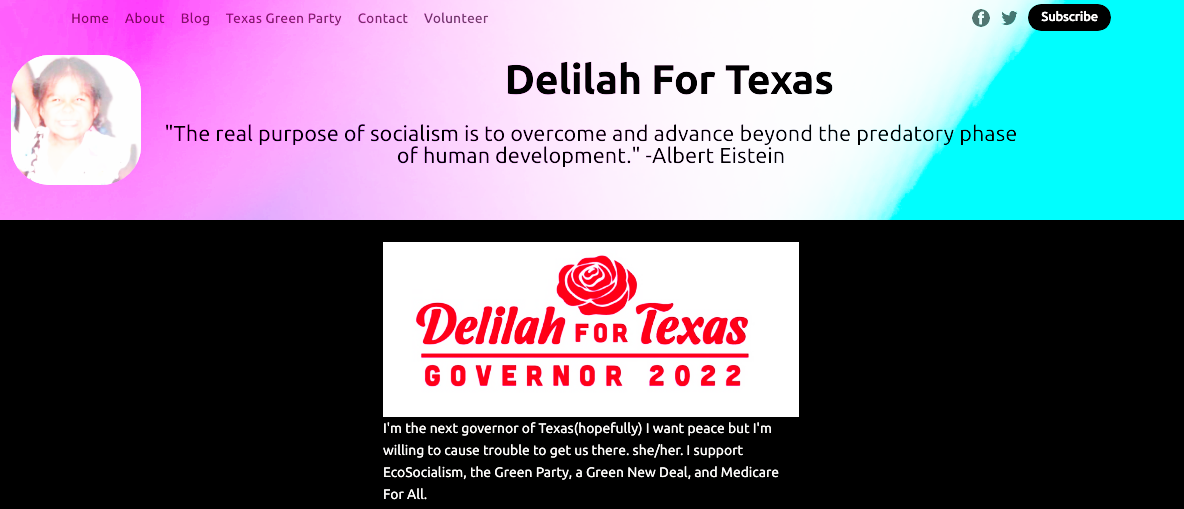 Home About Blog Texas Green Party Contact Volunteer
Subscribe
Delilah For Texas
"The real purpose of socialism is to overcome and advance beyond the predatory phase
of human development." -Albert Eistein
Delilah FOR Texas
GOVERNOR 2022
I'm the next governor of Texas(hopefully) I want peace but I'm
willing to cause trouble to get us there. she/her. I support
EcoSocialism, the Green Party, a Green New Deal, and Medicare
For All.